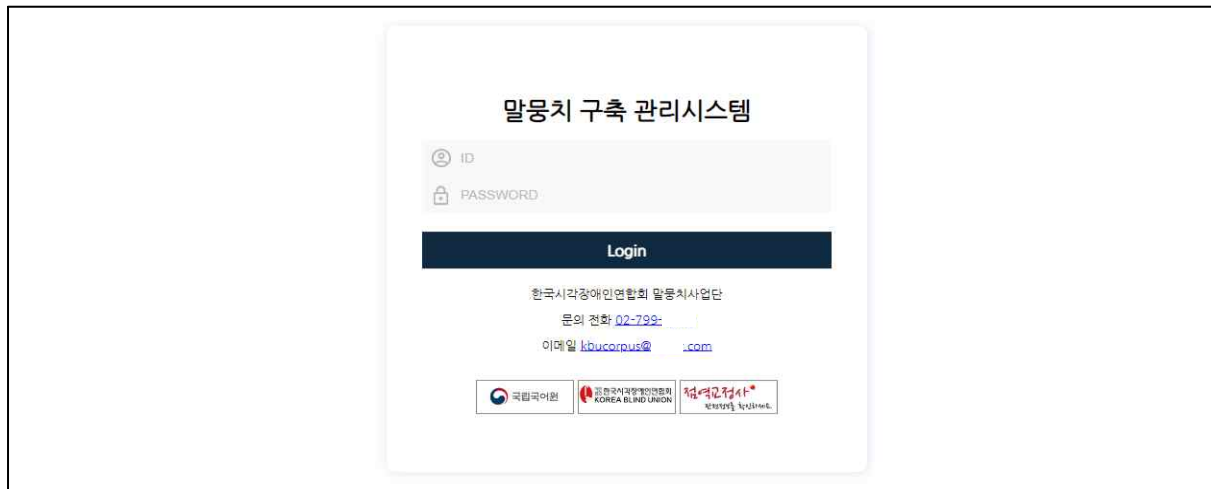 말뭉치 구축 관리시스템
ID
PASSWORD
Login
한국시각장애인연합회 말뭉치사업단
문의 전화 02-799-
이메일 kbucorpus@ .com
국립국어원
한국시각장애인연합회
KOREA BLIND UNION
점역교정사